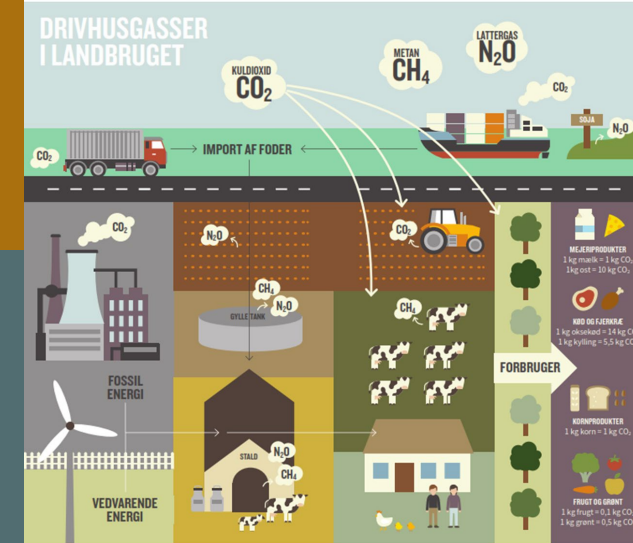 DRIVHUSGASSER
I LANDBRUGET
KULDIOXID
CO₂
METAN
CH₄
LATTERGAS
N₂O
CO₂
SOJA
N₂O
CO₂
IMPORT AF FODER
CO₂
N₂O
CO₂
CH₄
N₂O
GYLLETANK
CH₄
FOSSIL
ENERGI
FORBRUGER
STALD
N₂O
CH₄
VEDVARENDE
ENERGI
MEJERIPRODUKTER
1 kg mælk = 1 kg CO₂
1kg ost = 10 kg CO₂
KØD OG FJERKRÆ
1 kg oksekød = 14 kg CO
1 kg kylling = 5,5 kg CO
KORNPRODUKTER
1 kg korn = 1 kg CO₂
FRUGT OG GRØNT
1 kg frugt = 0,1 kg CO₂
1 kg grønt = 0,5 kg CO₂